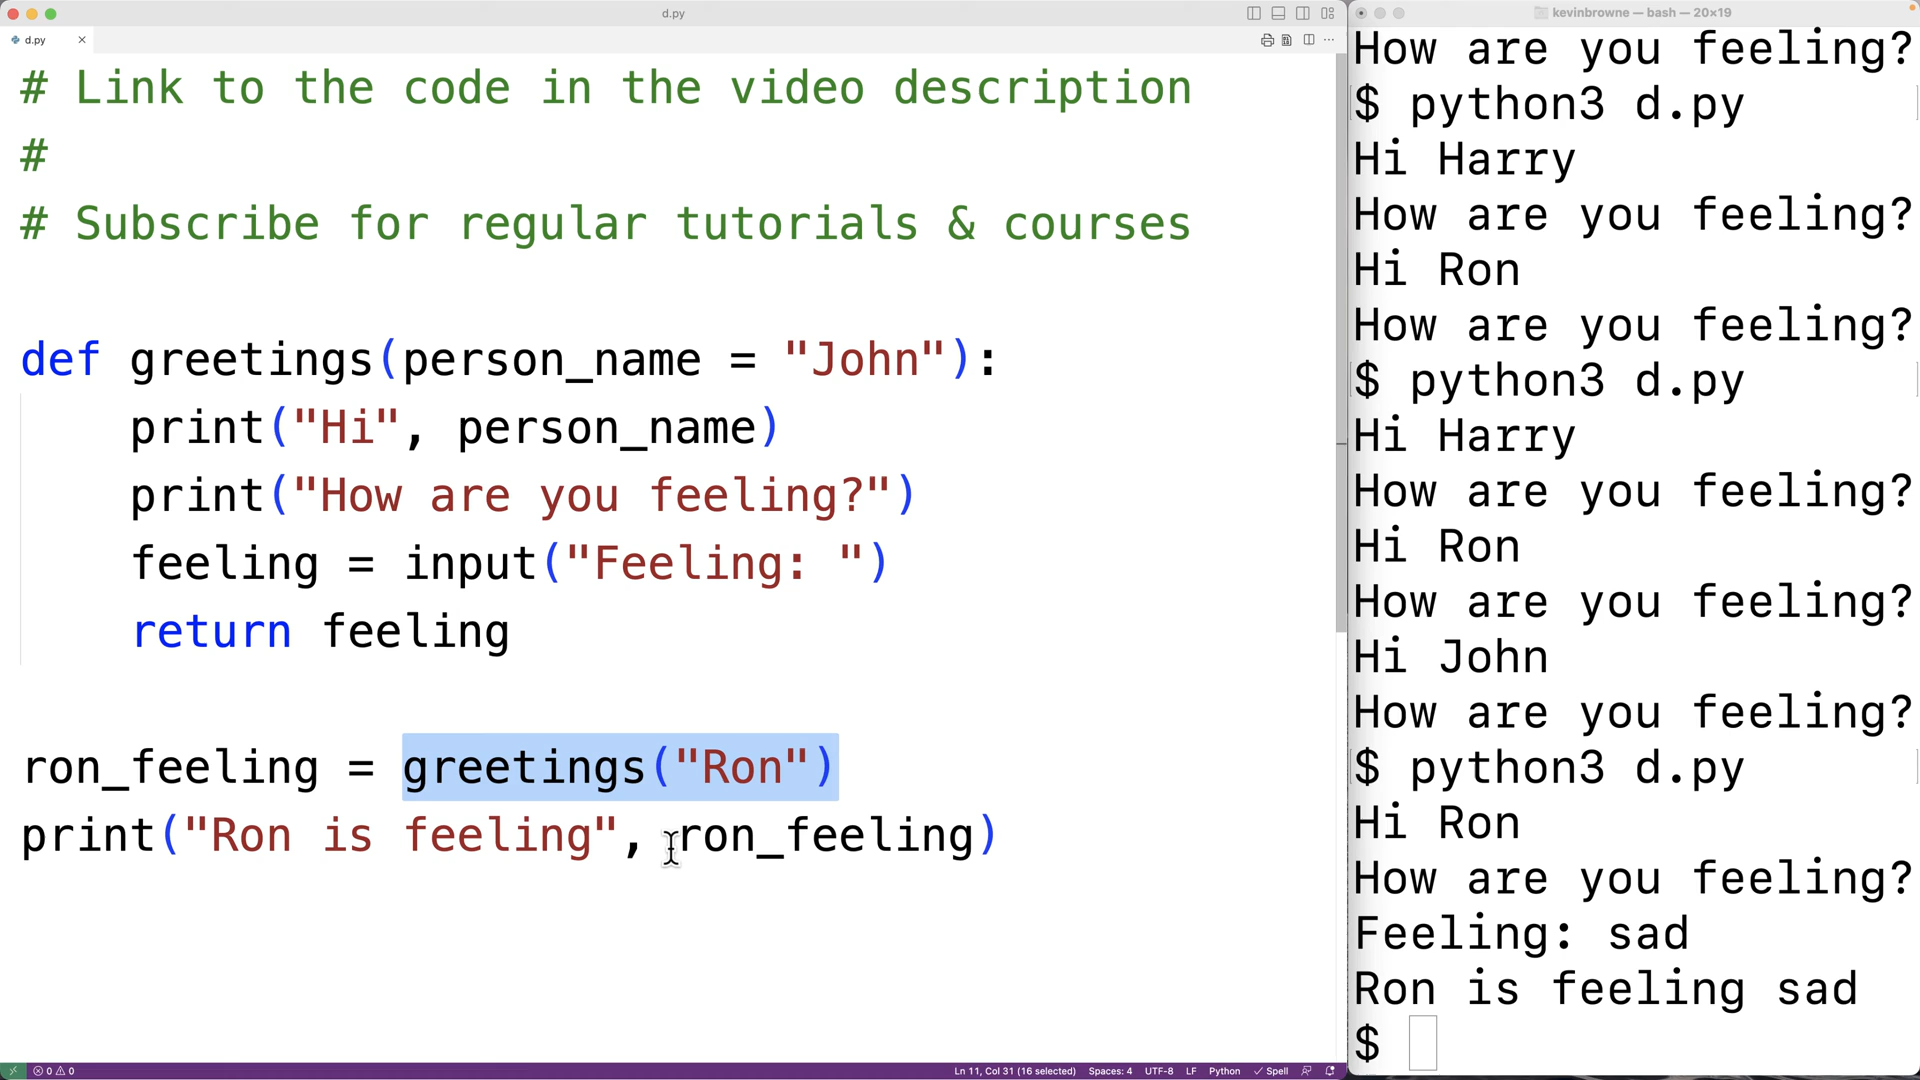 d.py
d.py
# Link to the code in the video description
#
# Subscribe for regular tutorials & courses
def greetings(person_name = "John"):
print("Hi", person_name)
print("How are you feeling?")
feeling = input("Feeling: ")
return feeling
ron_feeling = greetings("Ron")
print("Ron is feeling", ron_feeling)
0 0
Ln 11, Col 31 (16 selected) Spaces: 4 UTF-8 LF Python Spell
kevinbrowne — bash — 20×19
How are you feeling?
$ python3 d.py
Hi Harry
How are you feeling?
Hi Ron
How are you feeling?
$ python3 d.py
Hi Harry
How are you feeling?
Hi Ron
How are you feeling?
Hi John
How are you feeling?
$ python3 d.py
Hi Ron
How are you feeling?
Feeling: sad
Ron is feeling sad
$